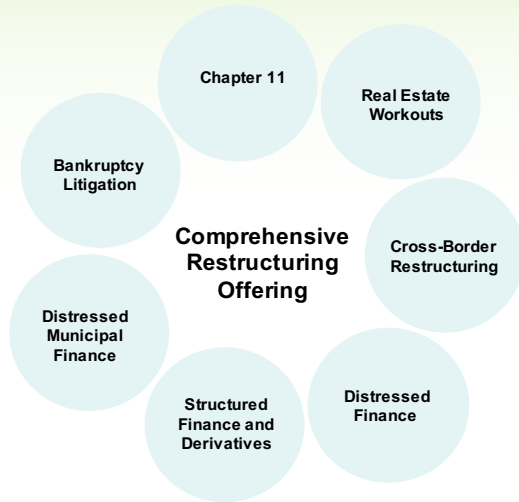 Chapter 11
Real Estate
Workouts
Bankruptcy
Litigation
Comprehensive
Restructuring
Offering
Cross-Border
Restructuring
Distressed
Municipal
Finance
Structured
Finance and
Derivatives
Distressed
Finance